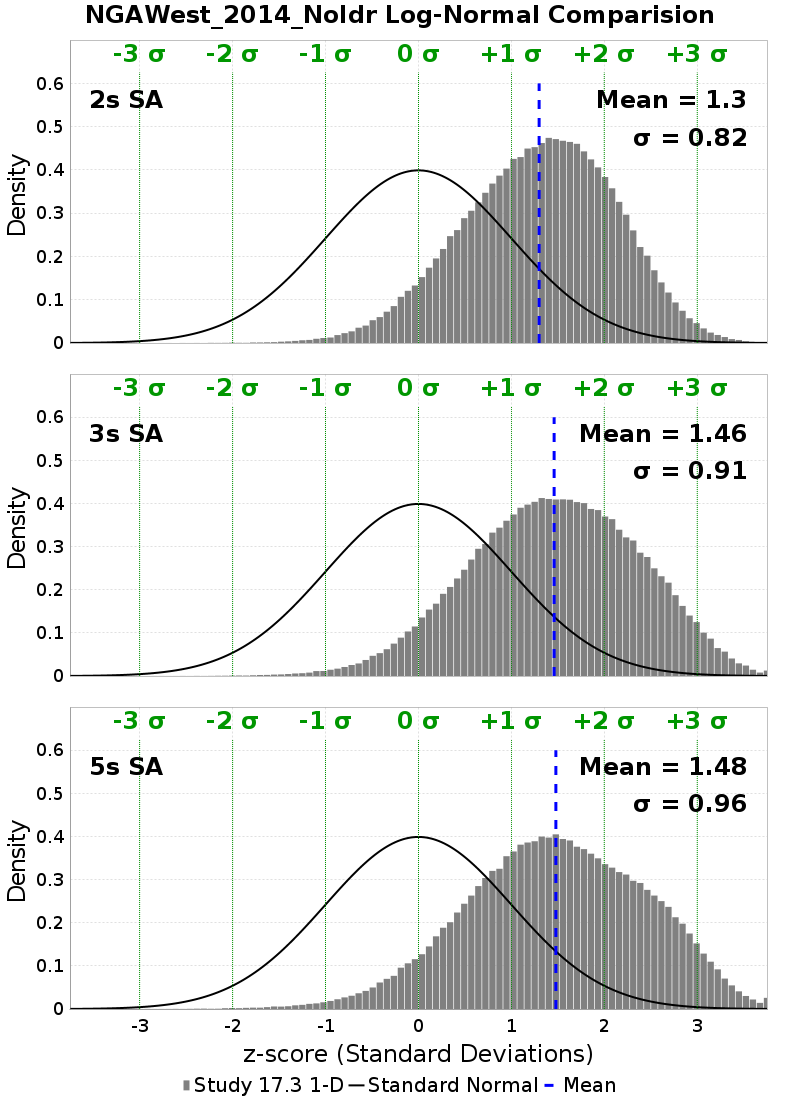 NGAWest_2014_NoIdr Log-Normal Comparision
-3 σ -2 σ -1 σ 0 σ +1 σ +2 σ +3 σ
0.6
2s SA Mean = 1.3
0.5
σ = 0.82
0.4
0.3
0.2
0.1
0
Density
-3 σ -2 σ -1 σ 0 σ +1 σ +2 σ +3 σ
0.6
3s SA Mean = 1.46
0.5
σ = 0.91
0.4
0.3
0.2
0.1
0
Density
-3 σ -2 σ -1 σ 0 σ +1 σ +2 σ +3 σ
0.6
5s SA Mean = 1.48
0.5
σ = 0.96
0.4
0.3
0.2
0.1
0
Density
-3 -2 -1 0 1 2 3
z-score (Standard Deviations)
Study 17.3 1-D Standard Normal Mean